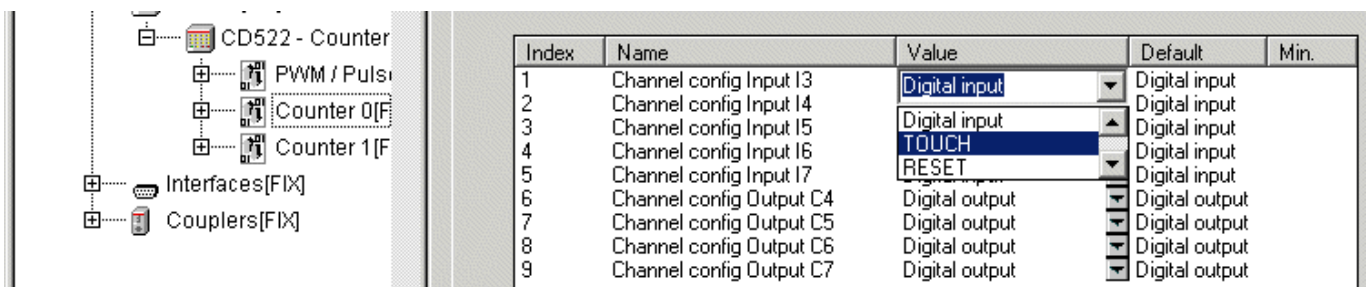 CD522 - Counter
PWM / Puls
Counter 0[F
Counter 1[F
Interfaces[FIX]
Couplers[FIX]
Index Name Value Default Min.
1 Channel config Input I3 Digital input Digital input
2 Channel config Input I4 Digital input
3 Channel config Input I5 Digital input Digital input
4 Channel config Input I6 TOUCH Digital input
5 Channel config Input I7 RESET Digital input
6 Channel config Output C4 Digital output Digital output
7 Channel config Output C5 Digital output Digital output
8 Channel config Output C6 Digital output Digital output
9 Channel config Output C7 Digital output Digital output